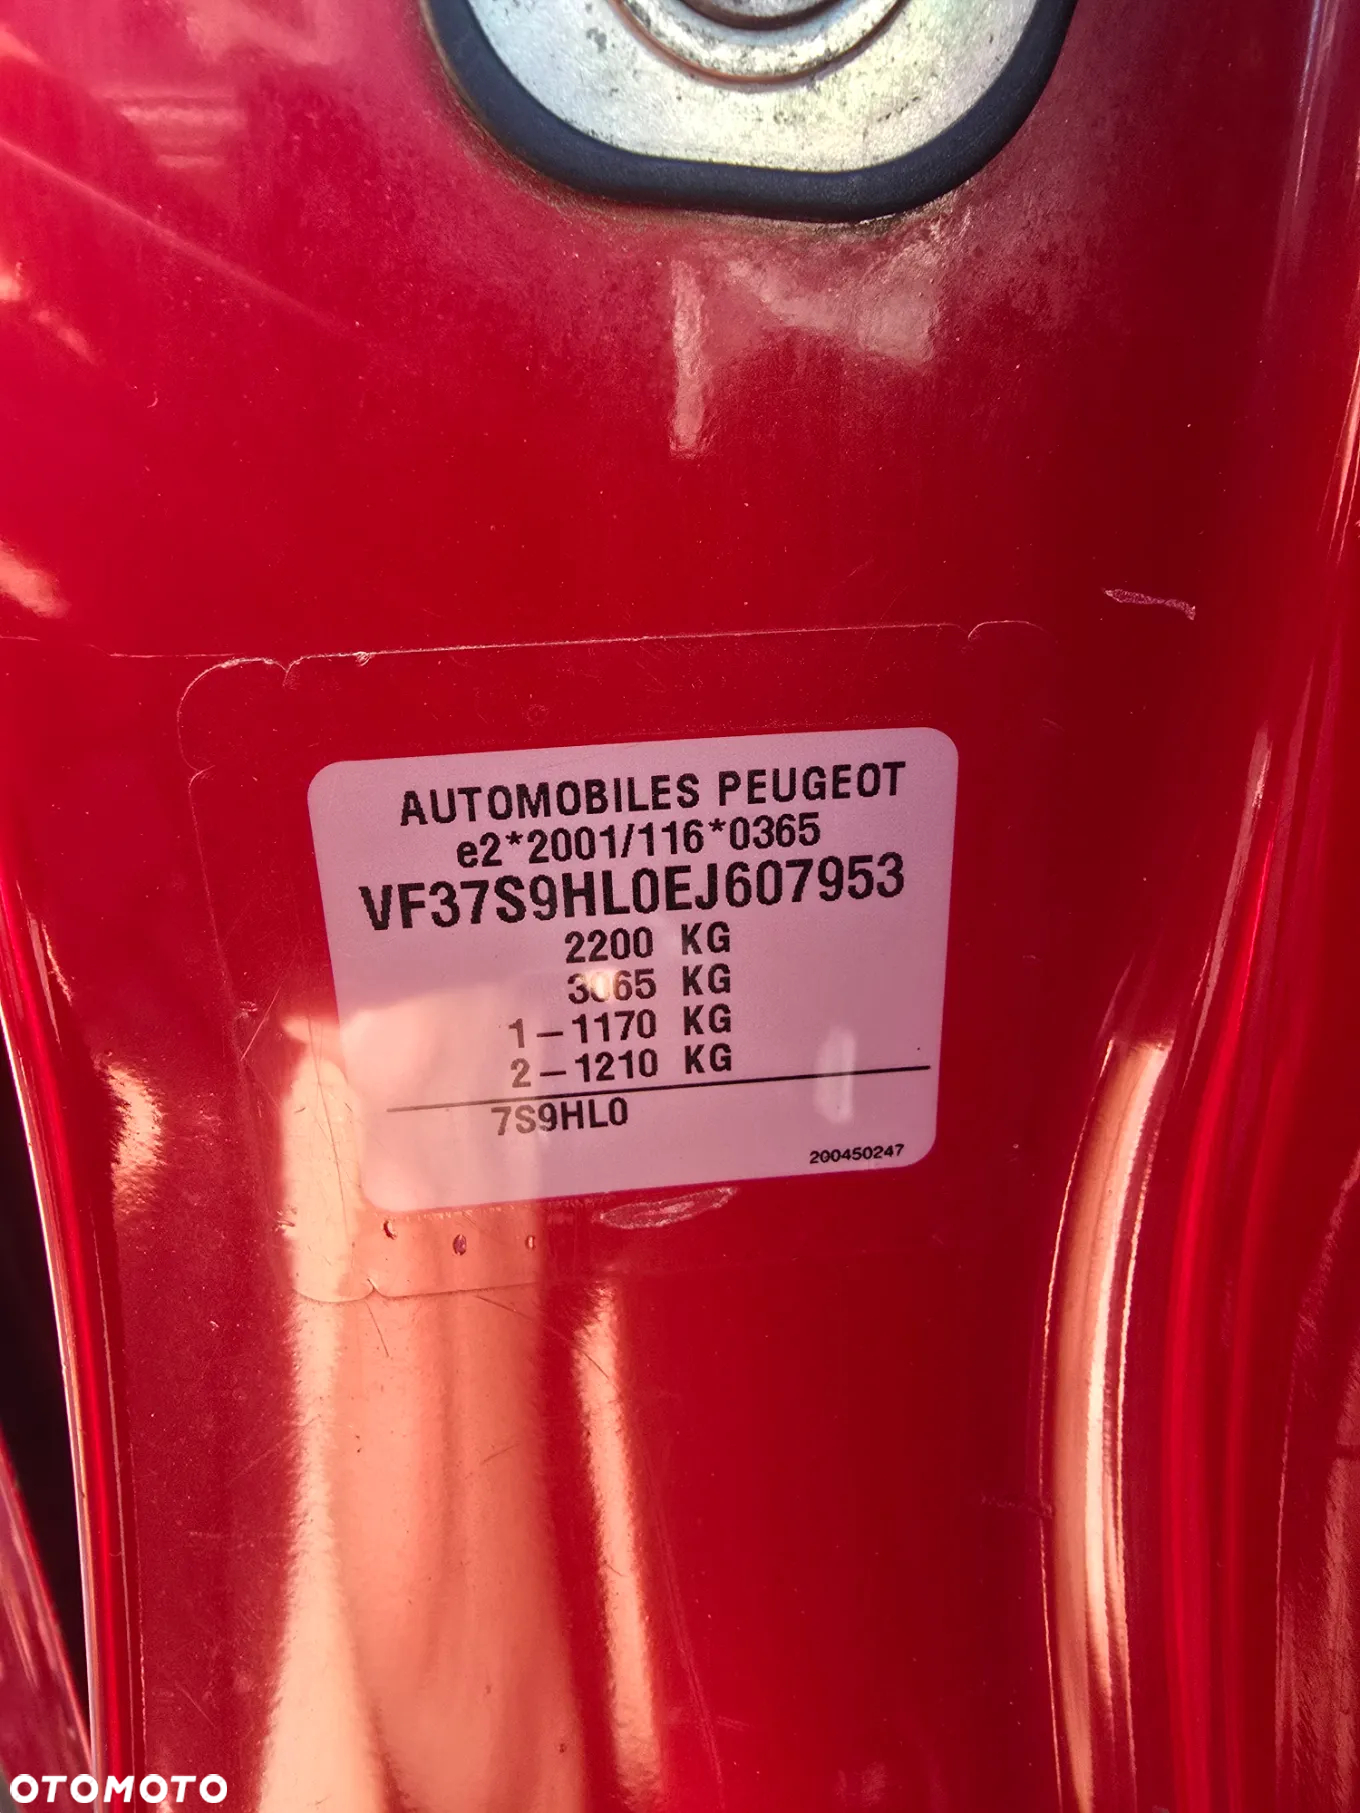 AUTOMOBILES PEUGEOT
e2*2001/116*0365
VF37S9HL0EJ607953
2200 KG
3065 KG
1-1170 KG
2-1210 KG
7S9HL0
200450247
OTOMOTO